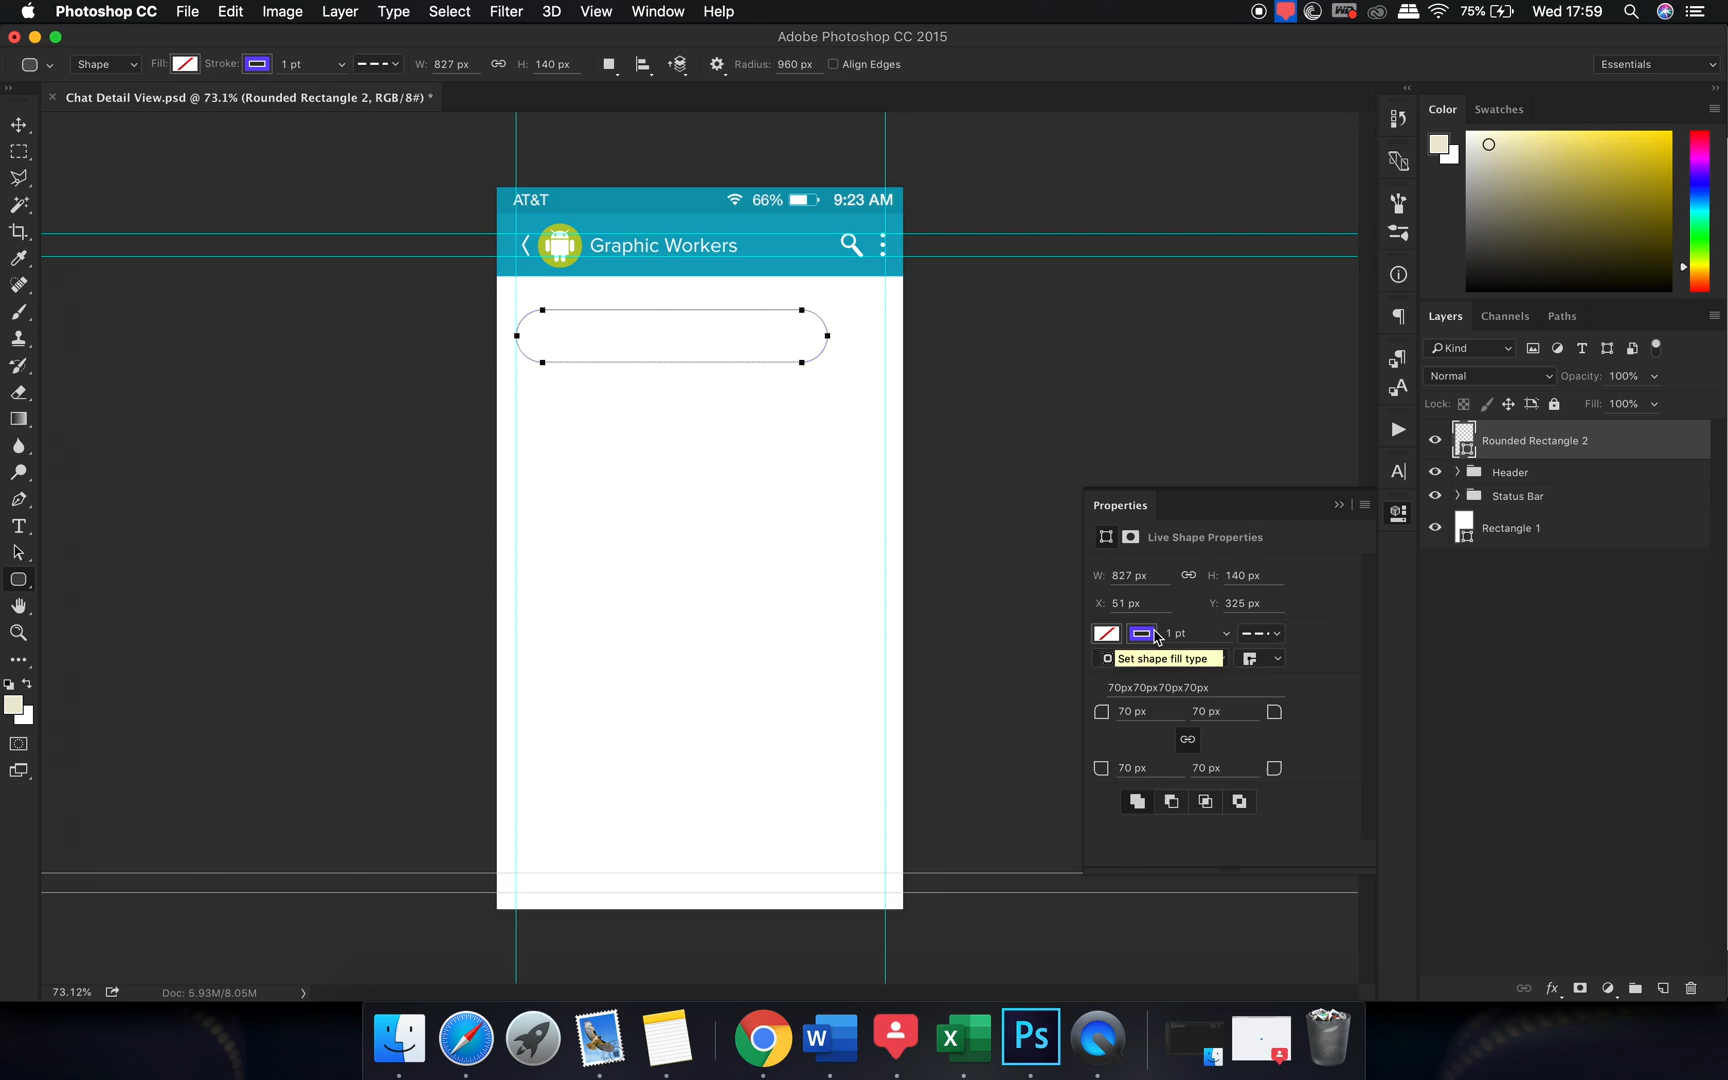 Photoshop CC File Edit Image Layer Type Select Filter 3D View Window Help 75% Wed 17:59
Adobe Photoshop CC 2015
Shape Fill: Stroke: 1 pt W: 827 px H: 140 px Radius: 960 px Align Edges Essentials
Chat Detail View.psd @ 73.1% (Rounded Rectangle 2, RGB/8#) *
Color Swatches
AT&T 66% 9:23 AM
Graphic Workers
Layers Channels Paths
Kind
Normal Opacity: 100%
Lock: Fill: 100%
Rounded Rectangle 2
Header
Status Bar
Rectangle 1
Properties
Live Shape Properties
W: 827 px H: 140 px
X: 51 px Y: 325 px
1 pt
Set shape fill type
70px70px70px70px
70 px 70 px
70 px 70 px
73.12% Doc: 5.93M/8.05M
W X Ps